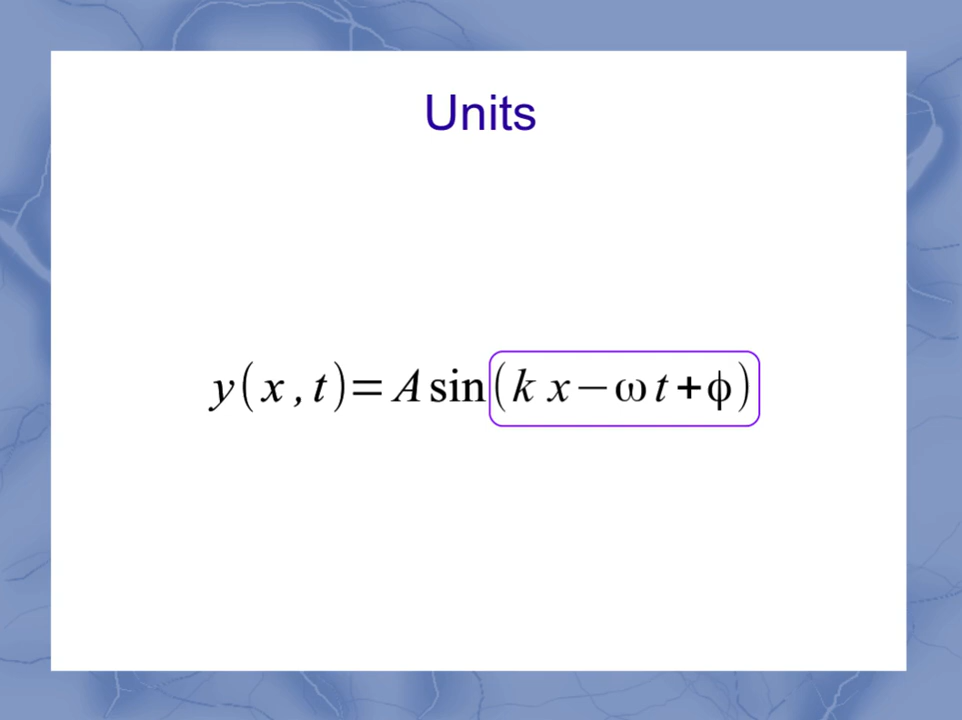 Units
y(x,t)=A sin(k x−ω t+ϕ)